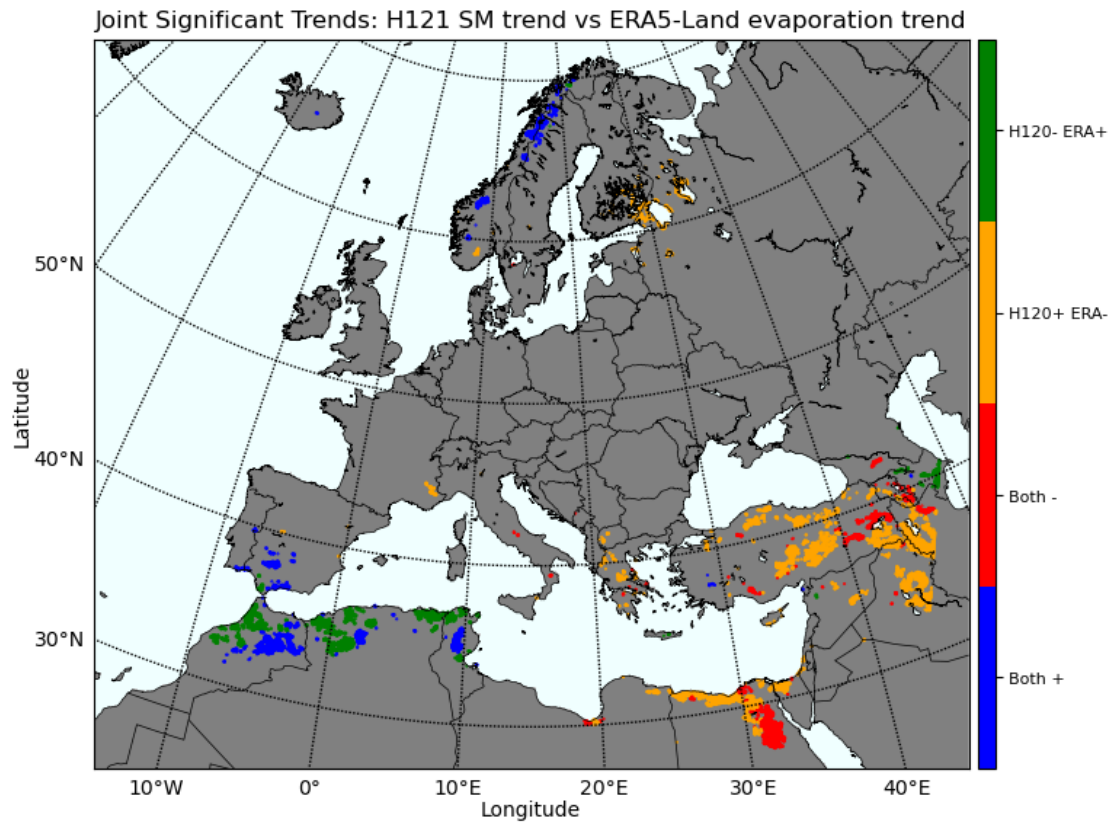 Joint Significant Trends: H121 SM trend vs ERA5-Land evaporation trend
H120- ERA+
H120+ ERA-
Both -
Both +
50°N
40°N
30°N
Latitude
10°W
0°
10°E
20°E
30°E
40°E
Longitude